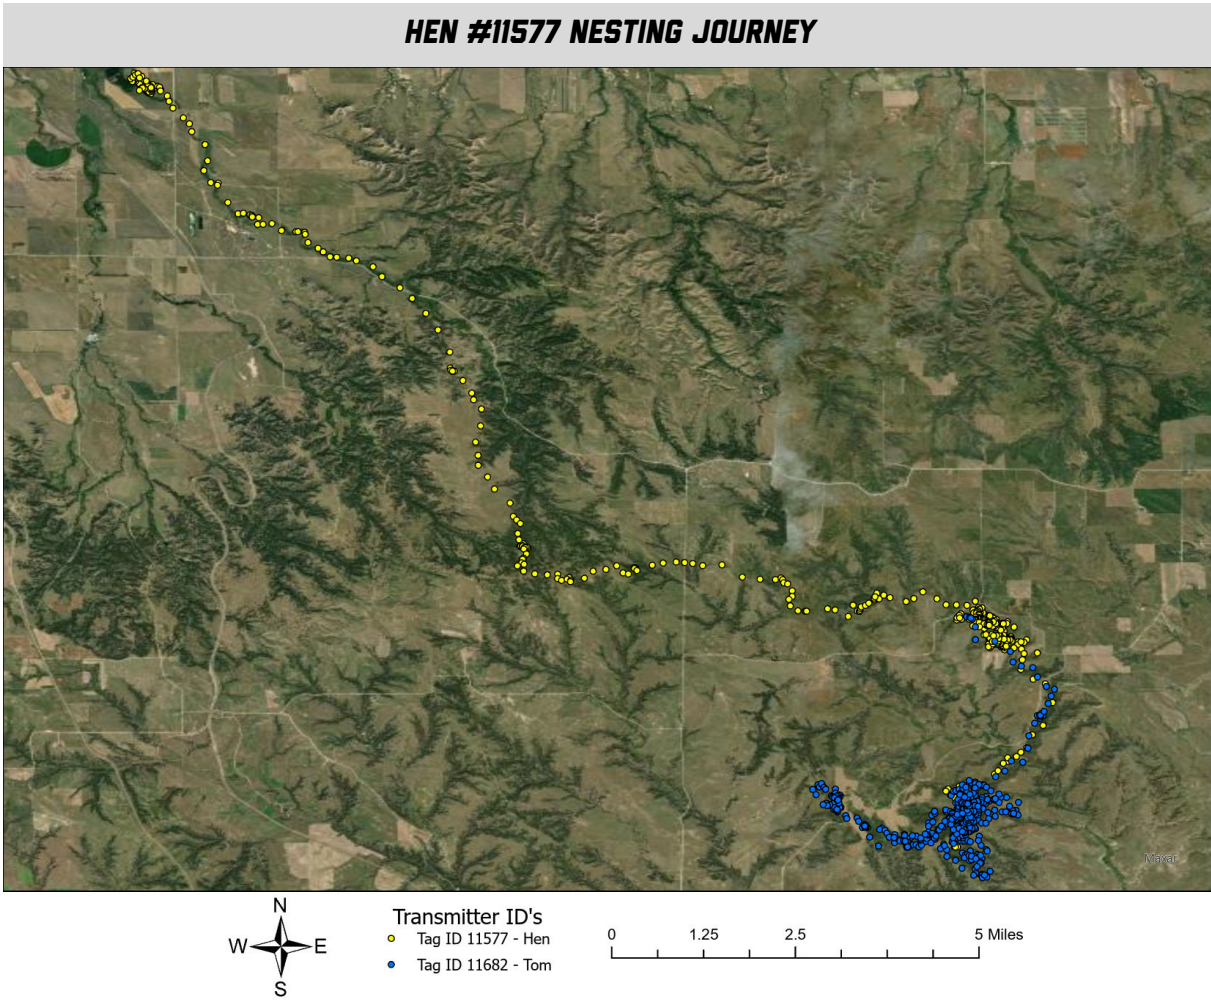 HEN #11577 NESTING JOURNEY
Maxar
N
W E
S
Transmitter ID's
Tag ID 11577 - Hen
Tag ID 11682 - Tom
0 1.25 2.5 5 Miles